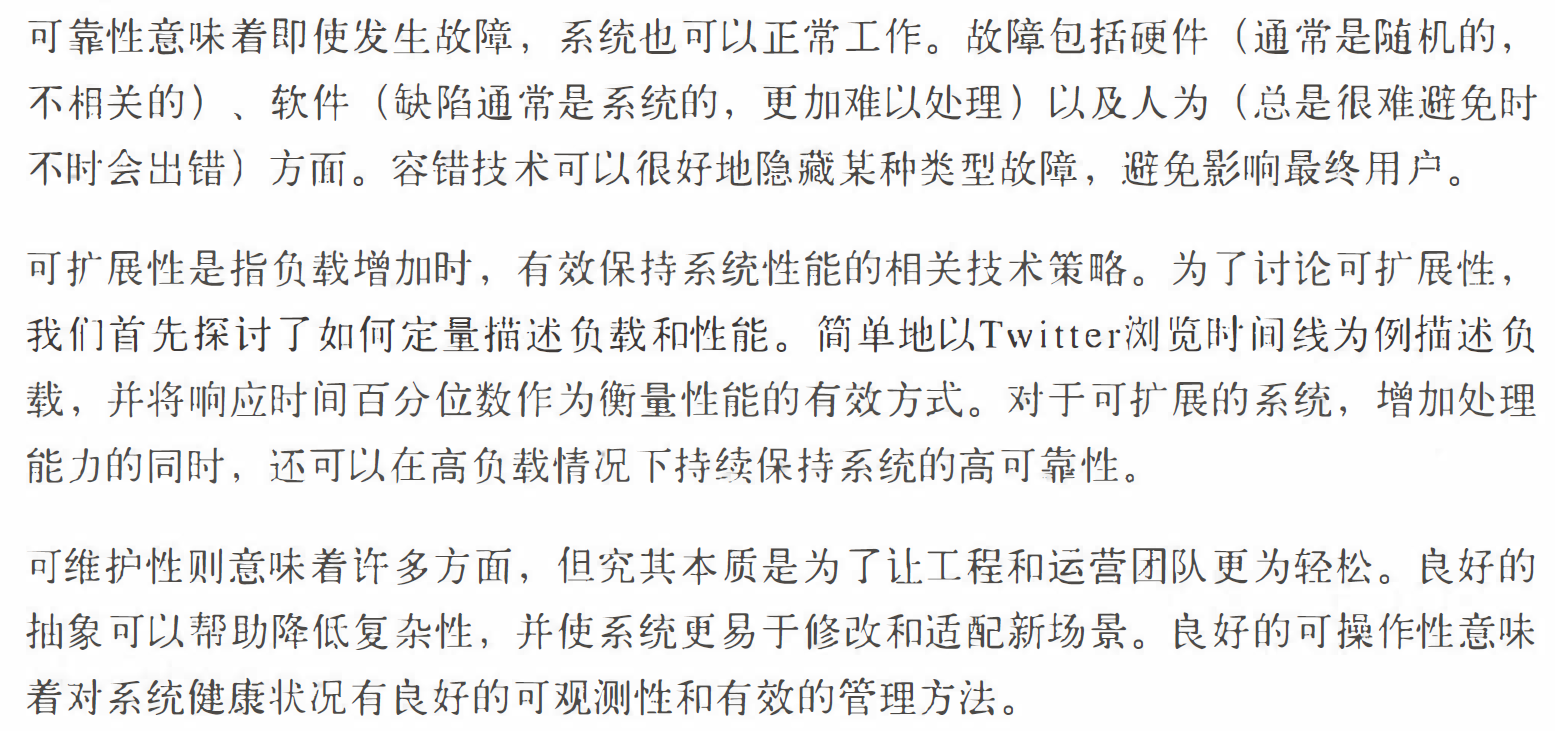 可靠性意味着即使发生故障，系统也可以正常工作。故障包括硬件（通常是随机的，
不相关的）、软件（缺陷通常是系统的，更加难以处理）以及人为（总是很难避免时
不时会出错）方面。容错技术可以很好地隐藏某种类型故障，避免影响最终用户。
可扩展性是指负载增加时，有效保持系统性能的相关技术策略。为了讨论可扩展性，
我们首先探讨了如何定量描述负载和性能。简单地以Twitter浏览时间线为例描述负
载，并将响应时间百分位数作为衡量性能的有效方式。对于可扩展的系统，增加处理
能力的同时，还可以在高负载情况下持续保持系统的高可靠性。
可维护性则意味着许多方面，但究其本质是为了让工程和运营团队更为轻松。良好的
抽象可以帮助降低复杂性，并使系统更易于修改和适配新场景。良好的可操作性意味
着对系统健康状况有良好的可观测性和有效的管理方法。